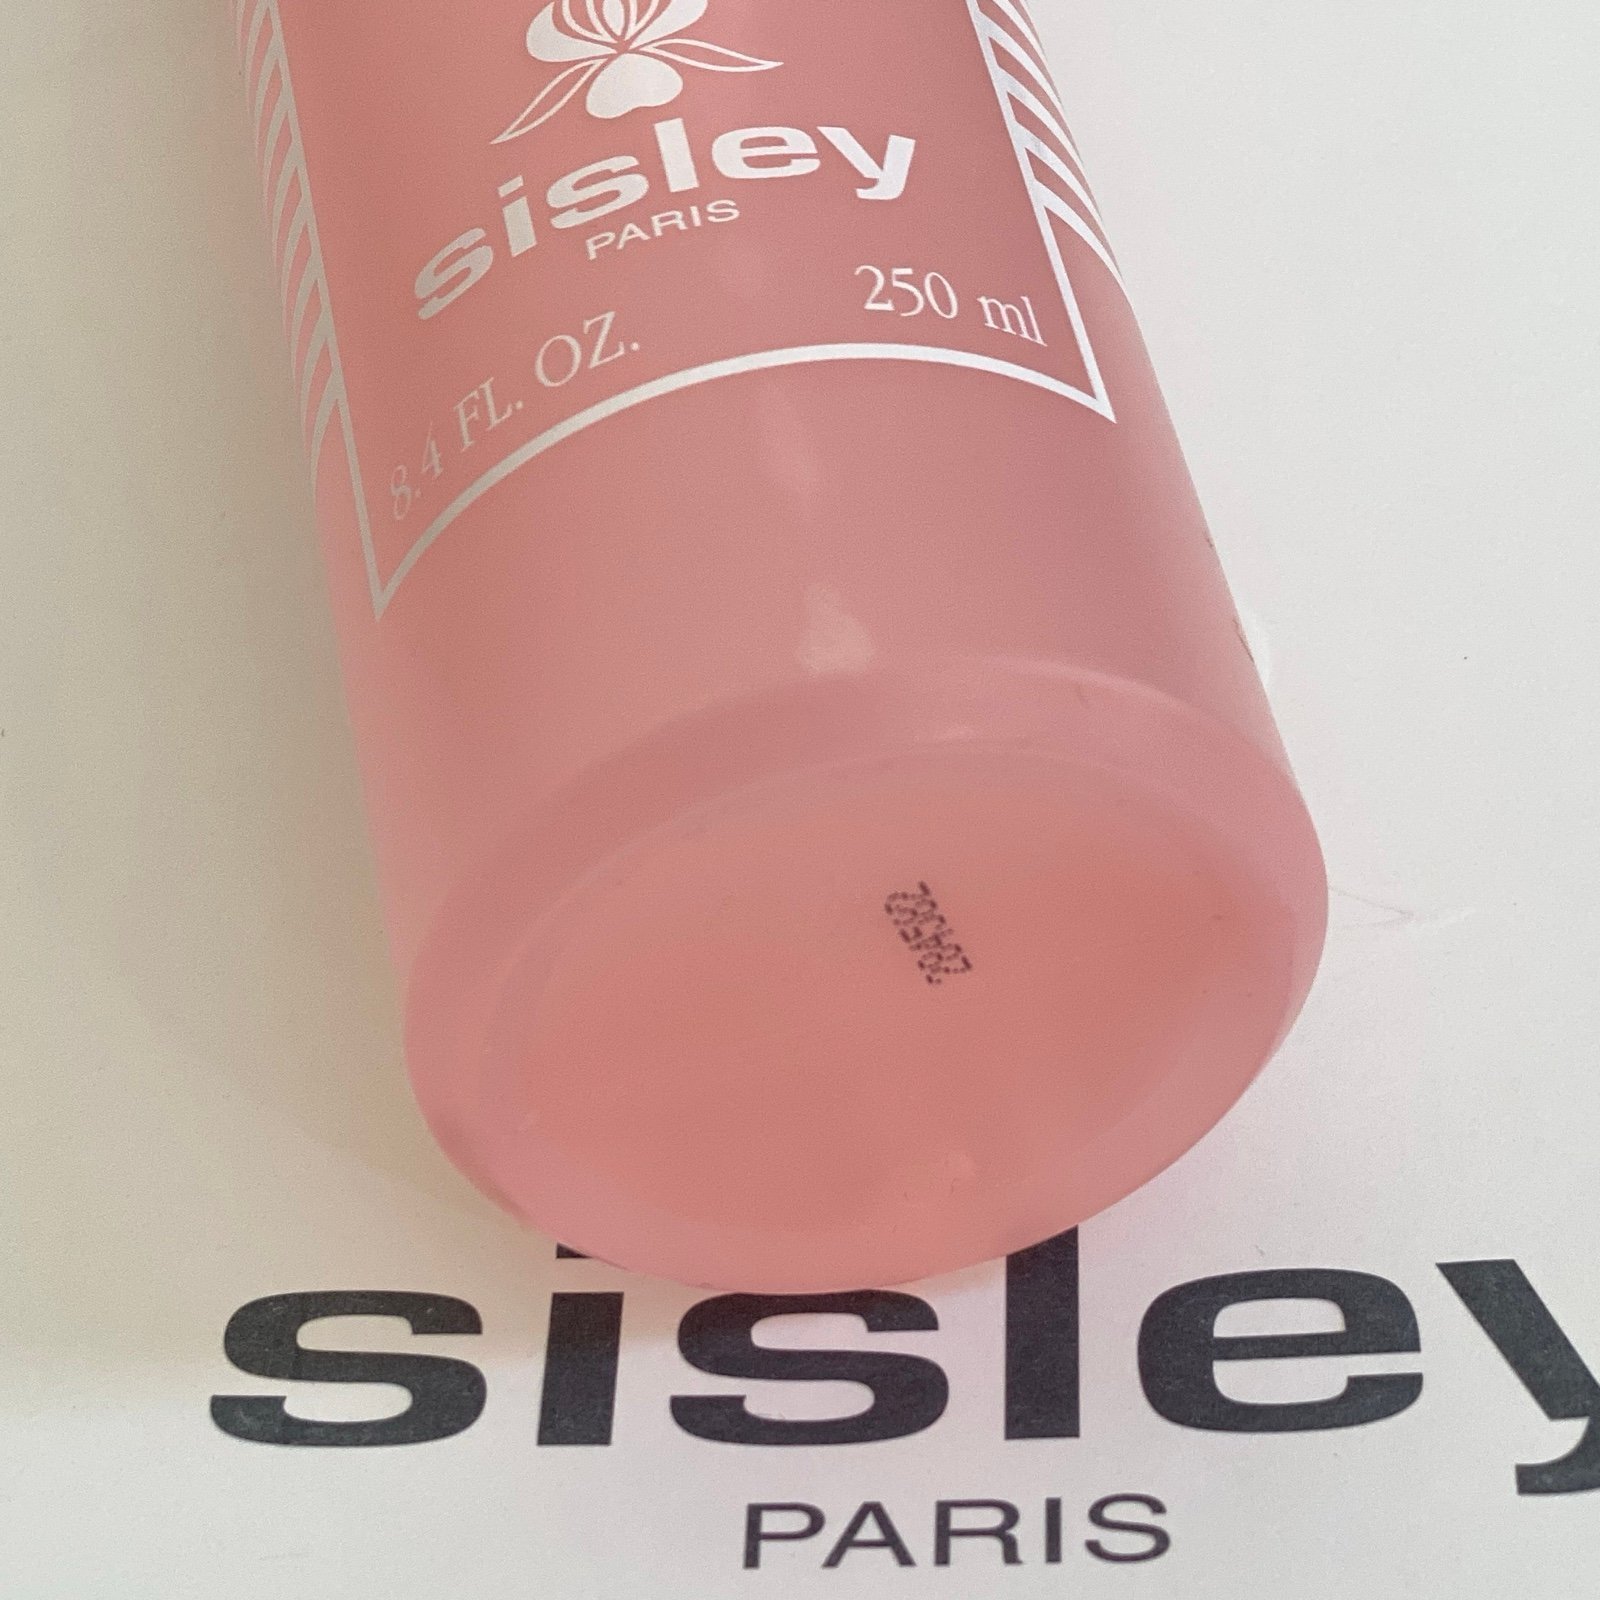 sisley
PARIS
8.4 FL. OZ. 250 ml
sisley
PARIS